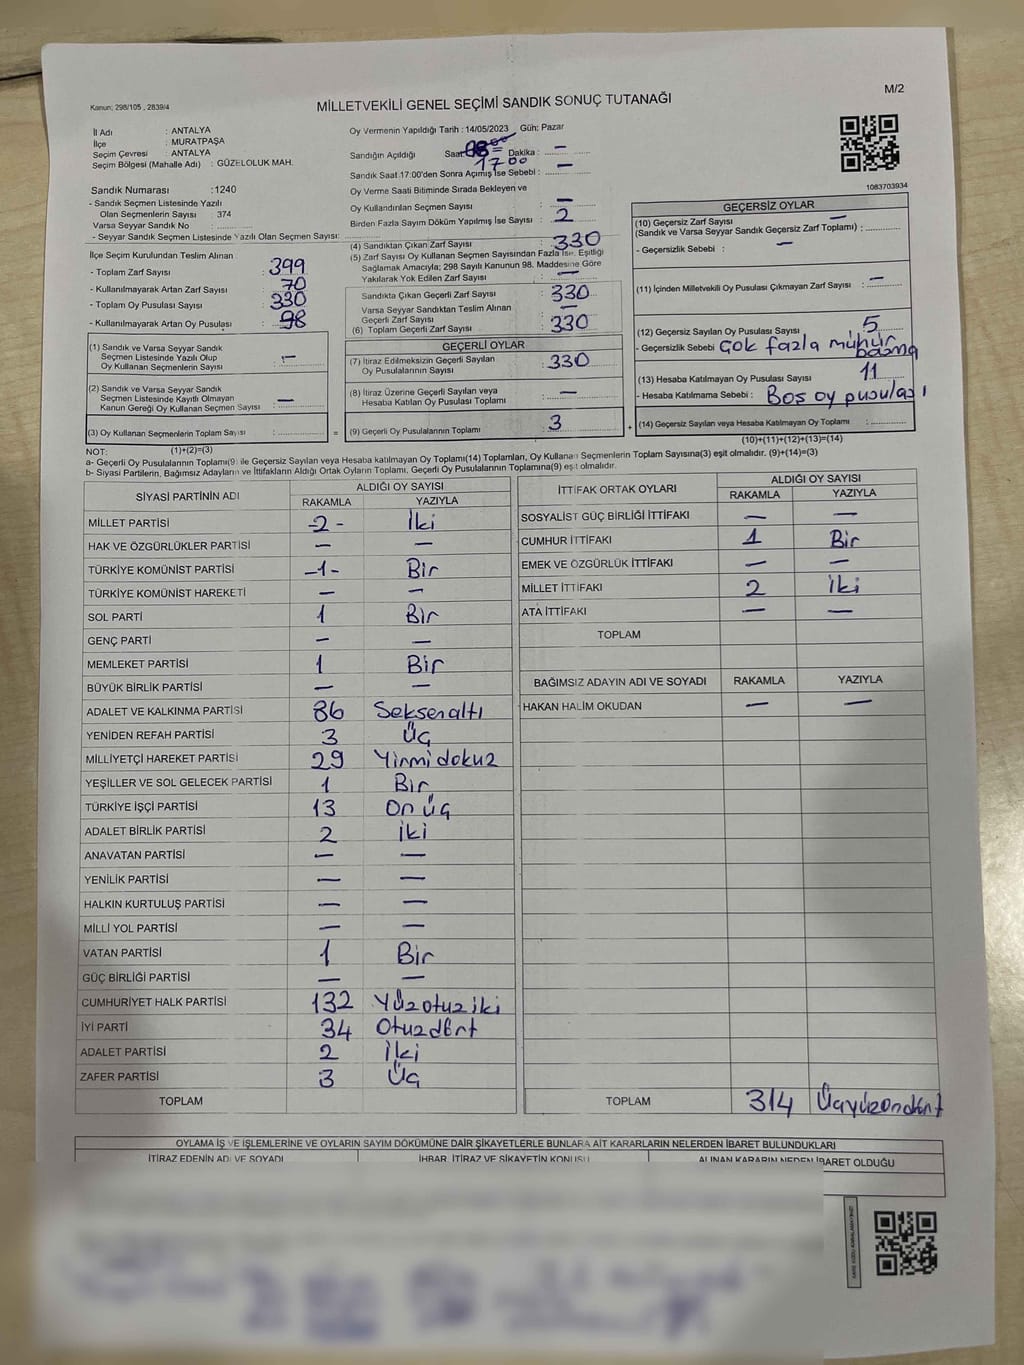 M/2
Kanun; 298/105 , 2839/4
MİLLETVEKİLİ GENEL SEÇİMİ SANDIK SONUÇ TUTANAĞI
İl Adı : ANTALYA
İlçe : MURATPAŞA
Seçim Çevresi : ANTALYA
Seçim Bölgesi (Mahalle Adı) : GÜZELOLUK MAH.
Sandık Numarası : 1240
- Sandık Seçmen Listesinde Yazılı
Olan Seçmenlerin Sayısı : 374
Varsa Seyyar Sandık No :
- Seyyar Sandık Seçmen Listesinde Yazılı Olan Seçmen Sayısı:
İlçe Seçim Kurulundan Teslim Alınan
- Toplam Zarf Sayısı : 399
- Kullanılmayarak Artan Zarf Sayısı : 70
- Toplam Oy Pusulası Sayısı : 330
- Kullanılmayarak Artan Oy Pusulası : 98
(1) Sandık ve Varsa Seyyar Sandık
Seçmen Listesinde Yazılı Olup
Oy Kullanan Seçmenlerin Sayısı : —
(2) Sandık ve Varsa Seyyar Sandık
Seçmen Listesinde Kayıtlı Olmayan
Kanun Gereği Oy Kullanan Seçmen Sayısı : —
(3) Oy Kullanan Seçmenlerin Toplam Sayısı :
Oy Vermenin Yapıldığı Tarih : 14/05/2023 Gün: Pazar
Sandığın Açıldığı Saat: 17 00 Dakika : —
Sandık Saat 17:00'den Sonra Açılmış İse Sebebi : —
Oy Verme Saati Bitiminde Sırada Bekleyen ve
Oy Kullandırılan Seçmen Sayısı : —
Birden Fazla Sayım Döküm Yapılmış İse Sayısı : 2
(4) Sandıktan Çıkan Zarf Sayısı : 330
(5) Zarf Sayısı Oy Kullanan Seçmen Sayısından Fazla İse, Eşitliği
Sağlamak Amacıyla; 298 Sayılı Kanunun 98. Maddesine Göre
Yakılarak Yok Edilen Zarf Sayısı : —
Sandıkta Çıkan Geçerli Zarf Sayısı : 330
Varsa Seyyar Sandıktan Teslim Alınan
Geçerli Zarf Sayısı : —
(6) Toplam Geçerli Zarf Sayısı : 330
GEÇERLİ OYLAR
(7) İtiraz Edilmeksizin Geçerli Sayılan
Oy Pusulalarının Sayısı : 330
(8) İtiraz Üzerine Geçerli Sayılan veya
Hesaba Katılan Oy Pusulası Toplamı : —
= (9) Geçerli Oy Pusulalarının Toplamı : 3
1083703934
GEÇERSİZ OYLAR
(10) Geçersiz Zarf Sayısı —
(Sandık ve Varsa Seyyar Sandık Geçersiz Zarf Toplamı) :
- Geçersizlik Sebebi : —
(11) İçinden Milletvekili Oy Pusulası Çıkmayan Zarf Sayısı : —
(12) Geçersiz Sayılan Oy Pusulası Sayısı : 5
- Geçersizlik Sebebi Çok fazla mühür
basma
(13) Hesaba Katılmayan Oy Pusulası Sayısı : 11
- Hesaba Katılmama Sebebi : Boş oy pusulası
+ (14) Geçersiz Sayılan veya Hesaba Katılmayan Oy Toplamı :
NOT: (1)+(2)=(3) (10)+(11)+(12)+(13)=(14)
a- Geçerli Oy Pusulalarının Toplamı(9) ile Geçersiz Sayılan veya Hesaba katılmayan Oy Toplamı(14) Toplamları, Oy Kullanan Seçmenlerin Toplam Sayısına(3) eşit olmalıdır. (9)+(14)=(3)
b- Siyasi Partilerin, Bağımsız Adayların ve İttifakların Aldığı Ortak Oyların Toplamı, Geçerli Oy Pusulalarının Toplamına(9) eşit olmalıdır.
SİYASİ PARTİNİN ADI ALDIĞI OY SAYISI
RAKAMLA YAZIYLA
MİLLET PARTİSİ -2- İki
HAK VE ÖZGÜRLÜKLER PARTİSİ — —
TÜRKİYE KOMÜNİST PARTİSİ -1- Bir
TÜRKİYE KOMÜNİST HAREKETİ — —
SOL PARTİ 1 Bir
GENÇ PARTİ — —
MEMLEKET PARTİSİ 1 Bir
BÜYÜK BİRLİK PARTİSİ — —
ADALET VE KALKINMA PARTİSİ 86 Seksenaltı
YENİDEN REFAH PARTİSİ 3 Üç
MİLLİYETÇİ HAREKET PARTİSİ 29 Yirmidokuz
YEŞİLLER VE SOL GELECEK PARTİSİ 1 Bir
TÜRKİYE İŞÇİ PARTİSİ 13 On üç
ADALET BİRLİK PARTİSİ 2 İki
ANAVATAN PARTİSİ — —
YENİLİK PARTİSİ — —
HALKIN KURTULUŞ PARTİSİ — —
MİLLİ YOL PARTİSİ — —
VATAN PARTİSİ 1 Bir
GÜÇ BİRLİĞİ PARTİSİ — —
CUMHURİYET HALK PARTİSİ 132 Yüzotuziki
İYİ PARTİ 34 Otuzdört
ADALET PARTİSİ 2 İki
ZAFER PARTİSİ 3 Üç
TOPLAM
İTTİFAK ORTAK OYLARI ALDIĞI OY SAYISI
RAKAMLA YAZIYLA
SOSYALİST GÜÇ BİRLİĞİ İTTİFAKI — —
CUMHUR İTTİFAKI 1 Bir
EMEK VE ÖZGÜRLÜK İTTİFAKI — —
MİLLET İTTİFAKI 2 İki
ATA İTTİFAKI — —
TOPLAM
BAĞIMSIZ ADAYIN ADI VE SOYADI RAKAMLA YAZIYLA
HAKAN HALİM OKUDAN — —
TOPLAM 314 Üçyüzondört
OYLAMA İŞ VE İŞLEMLERİNE VE OYLARIN SAYIM DÖKÜMÜNE DAİR ŞİKAYETLERLE BUNLARA AİT KARARLARIN NELERDEN İBARET BULUNDUKLARI
İTİRAZ EDENİN ADI VE SOYADI İHBAR, İTİRAZ VE ŞİKAYETİN KONUSU ALINAN KARARIN NEDEN İBARET OLDUĞU